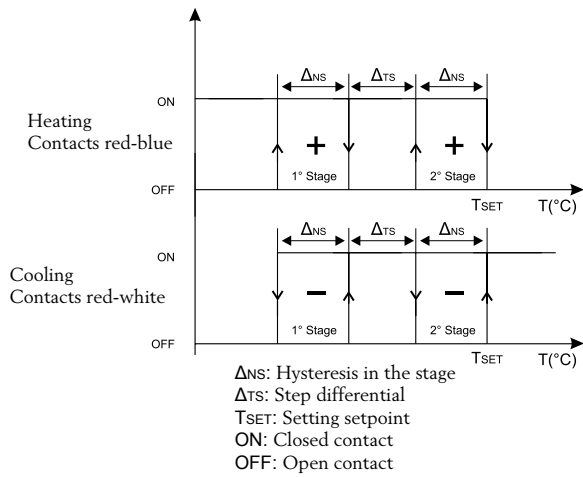 ΔNS ΔTS ΔNS
ON
Heating
Contacts red-blue
+ +
1° Stage 2° Stage
OFF
TSET T(°C)
ΔNS ΔTS ΔNS
ON
Cooling
Contacts red-white
− −
1° Stage 2° Stage
OFF
TSET T(°C)
ΔNS: Hysteresis in the stage
ΔTS: Step differential
TSET: Setting setpoint
ON: Closed contact
OFF: Open contact